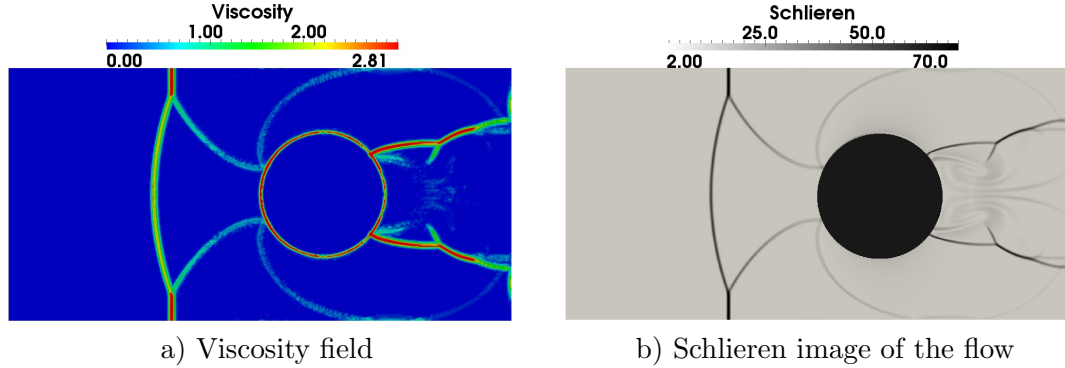 Viscosity
1.00 2.00
0.00 2.81
a) Viscosity field
Schlieren
25.0 50.0
2.00 70.0
b) Schlieren image of the flow